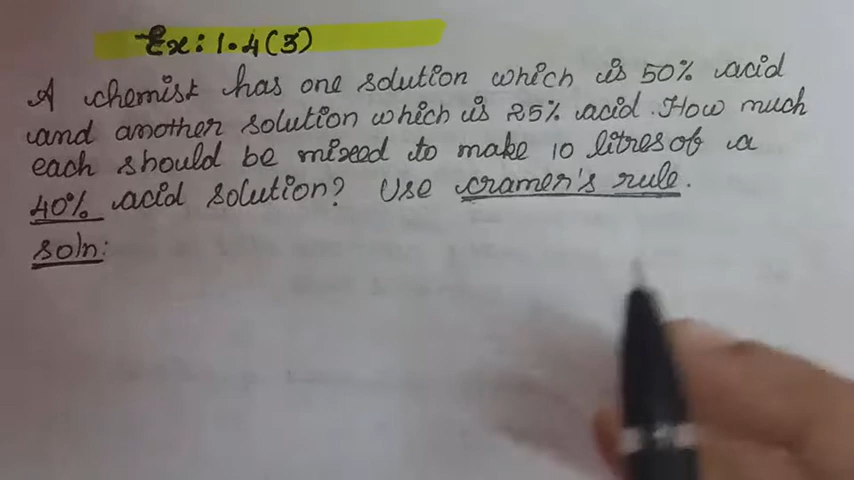 Ex: 1.4(3)
A chemist has one solution which is 50% acid
and another solution which is 25% acid. How much
each should be mixed to make 10 litres of a
40% acid solution? Use cramer's rule.
soln: